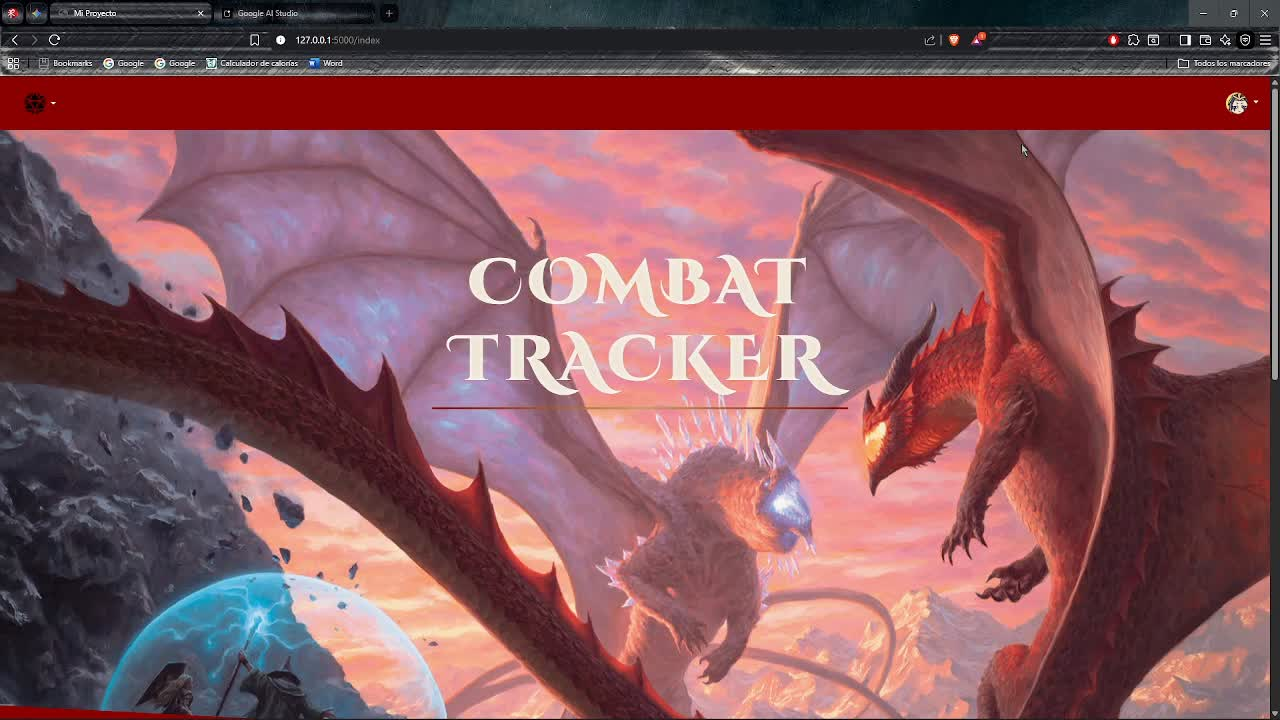 Mi Proyecto
Google AI Studio
127.0.0.1:5000/index
Bookmarks
Google
Google
Calculador de calorías
Word
Todos los marcadores
COMBAT
TRACKER